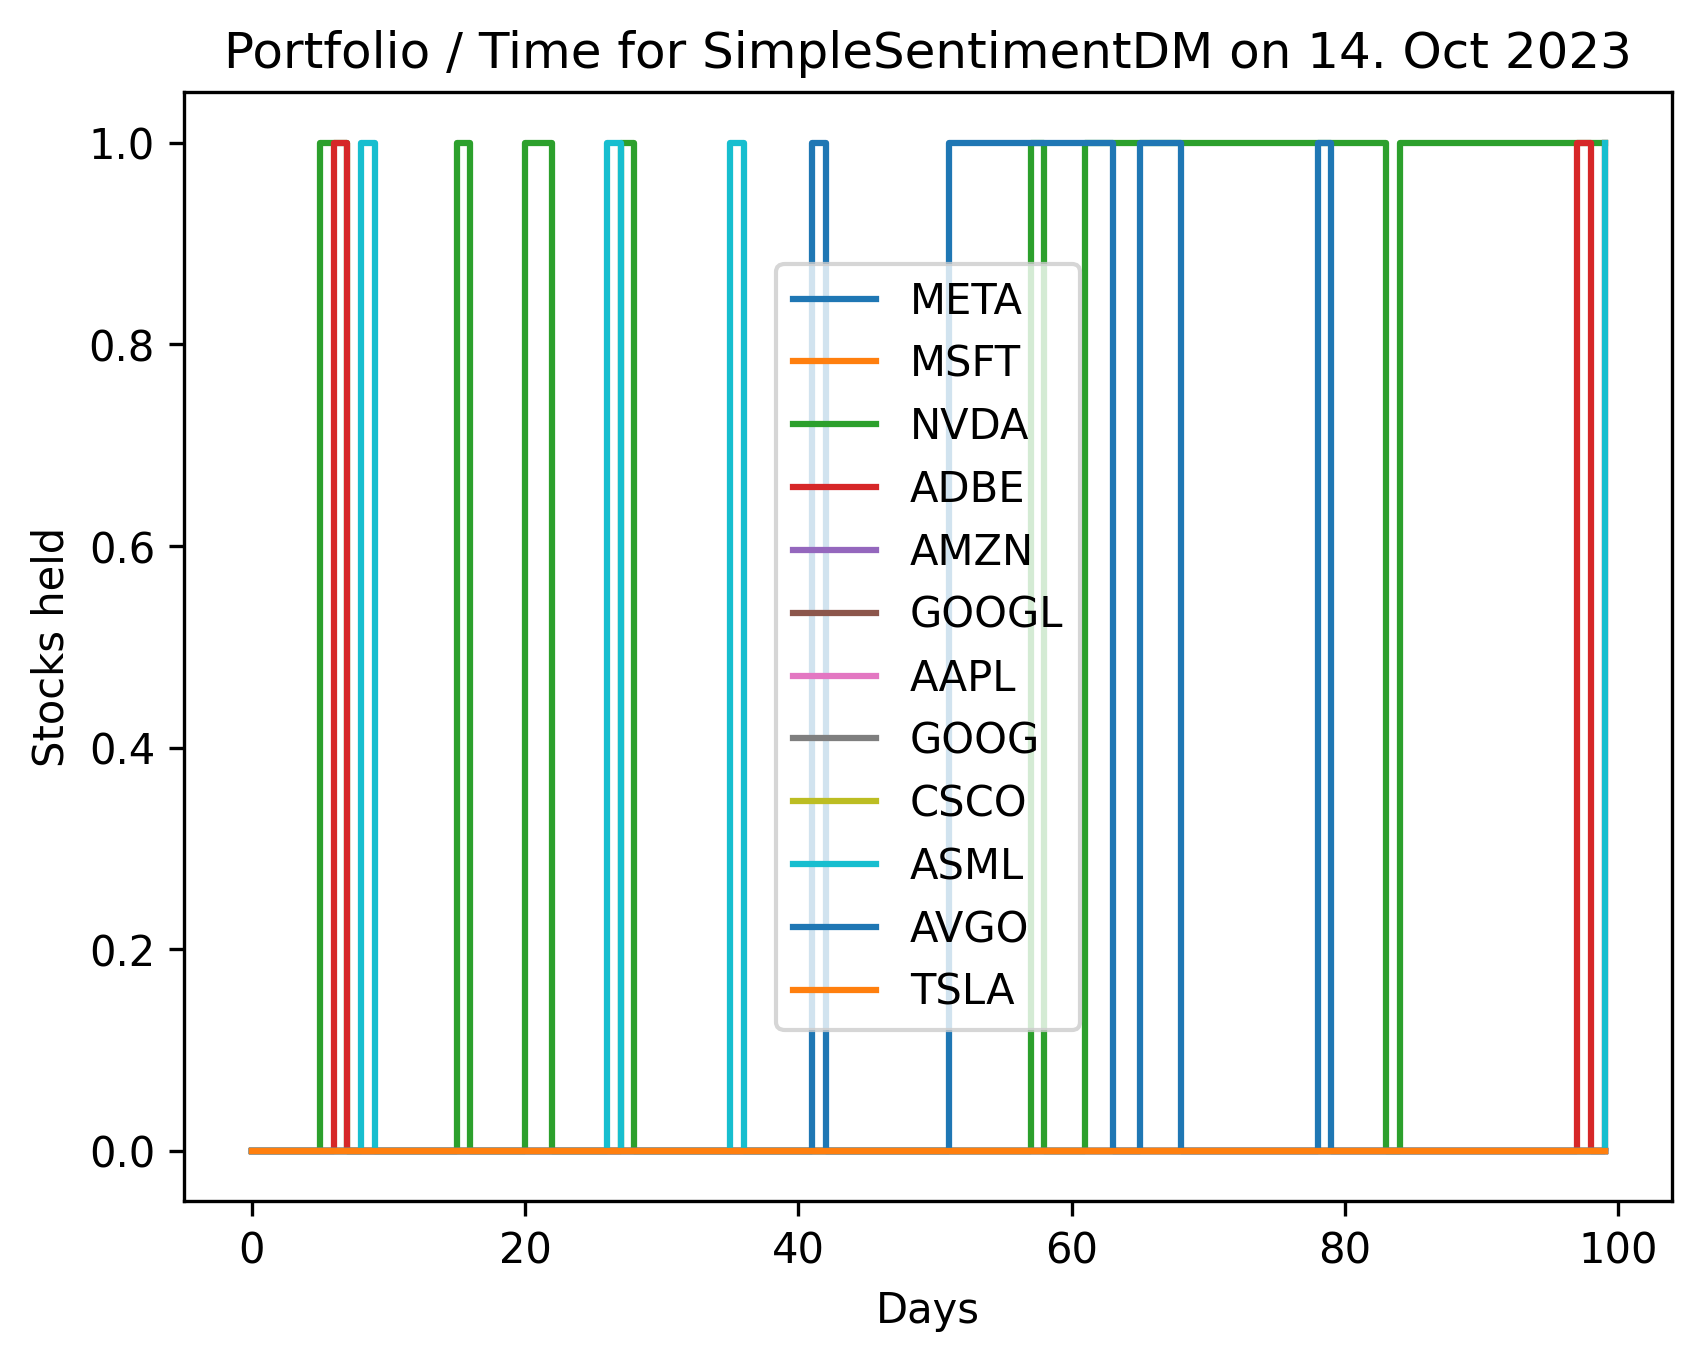 Portfolio / Time for SimpleSentimentDM on 14. Oct 2023
1.0
0.8
0.6
0.4
0.2
0.0
Stocks held
META
MSFT
NVDA
ADBE
AMZN
GOOGL
AAPL
GOOG
CSCO
ASML
AVGO
TSLA
0 20 40 60 80 100
Days